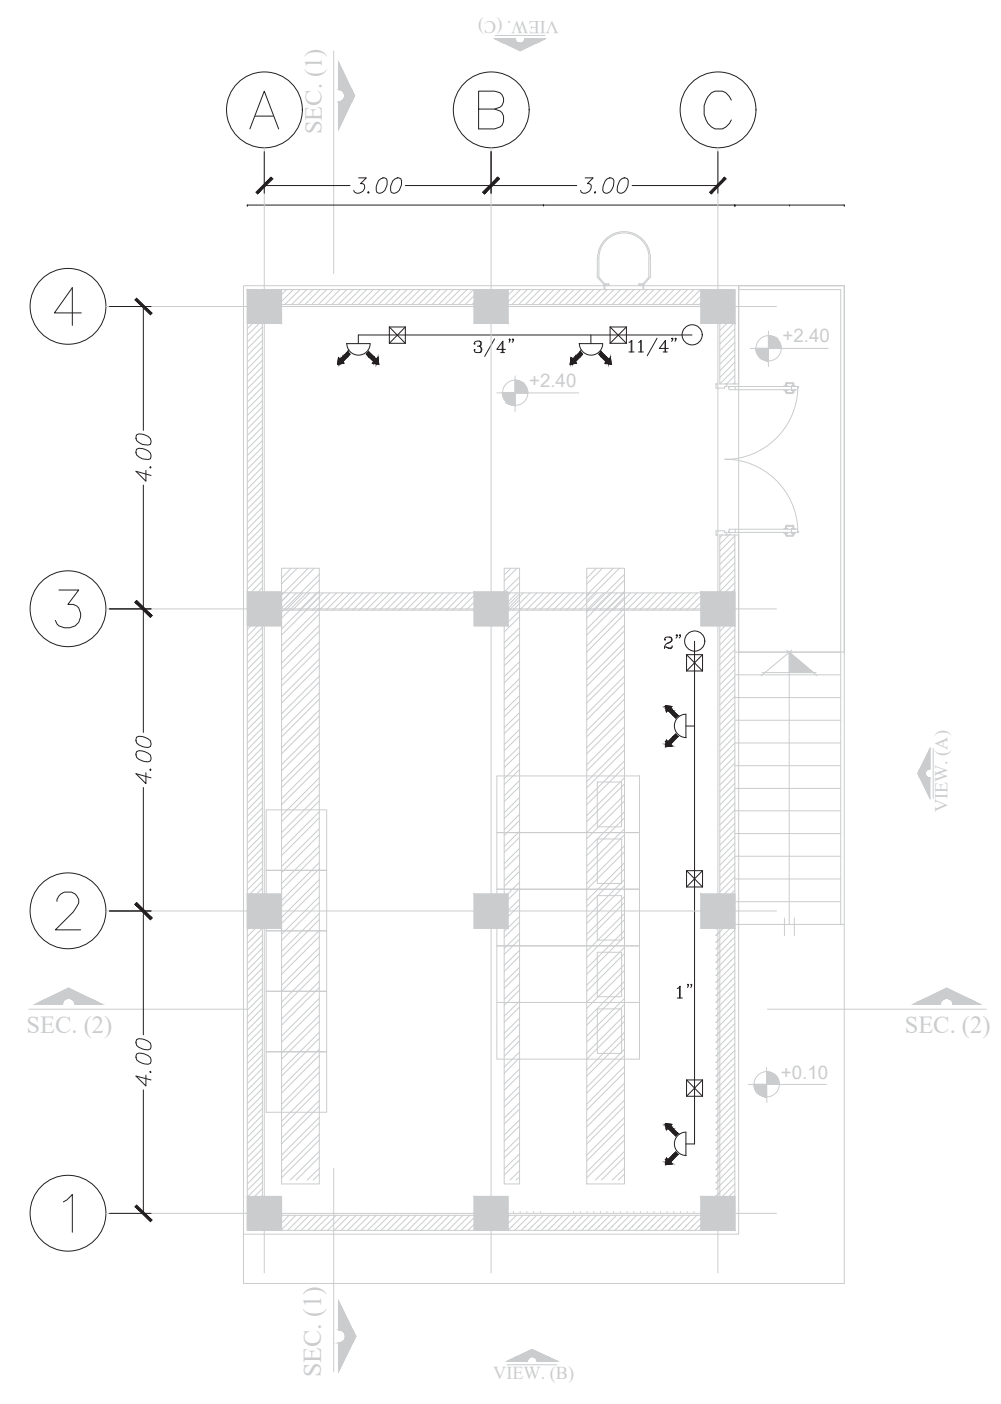 VIEW. (C)
SEC. (1)
A
B
C
3.00
3.00
4
+2.40
3/4"
11/4"
+2.40
4.00
3
2"
4.00
VIEW. (A)
2
1"
SEC. (2)
SEC. (2)
4.00
+0.10
1
SEC. (1)
VIEW. (B)